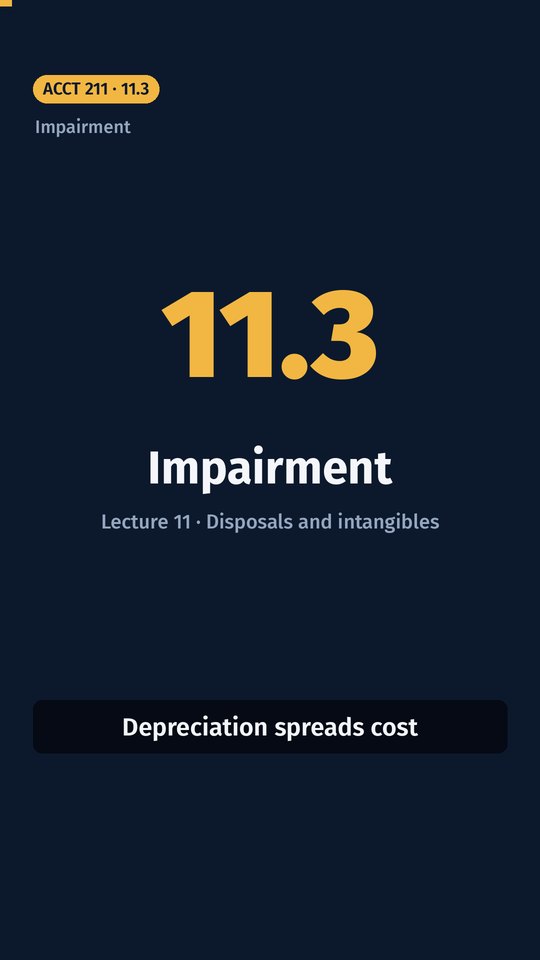 ACCT 211 · 11.3
Impairment
11.3
Impairment
Lecture 11 · Disposals and intangibles
Depreciation spreads cost